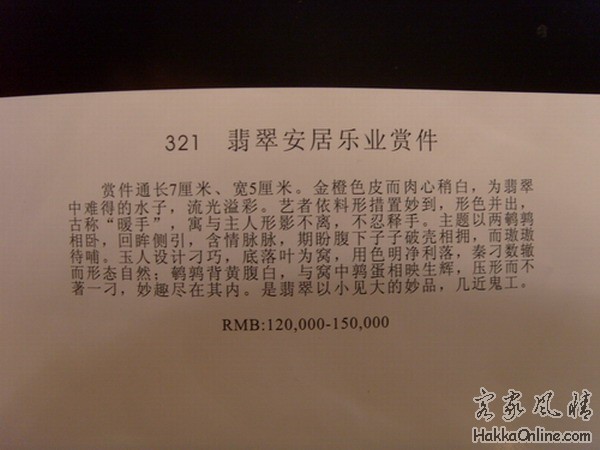 321 翡翠安居乐业赏件
赏件通长7厘米、宽5厘米。金橙色皮而肉心稍白，为翡翠
中难得的水子，流光溢彩。艺者依料形措置妙到，形色并出，
古称“暖手”，寓与主人形影不离，不忍释手。主题以两鹌鹑
相卧，回眸侧引，含情脉脉，期盼腹下子子破壳相拥，而璈璈
待哺。玉人设计刁巧，底落叶为窝，用色明净利落，秦刁数辙
而形态自然；鹌鹑背黄腹白，与窝中鹑蛋相映生辉，压形而不
著一刁，妙趣尽在其内。是翡翠以小见大的妙品，几近鬼工。
RMB:120,000-150,000
客家风情
HakkaOnline.com